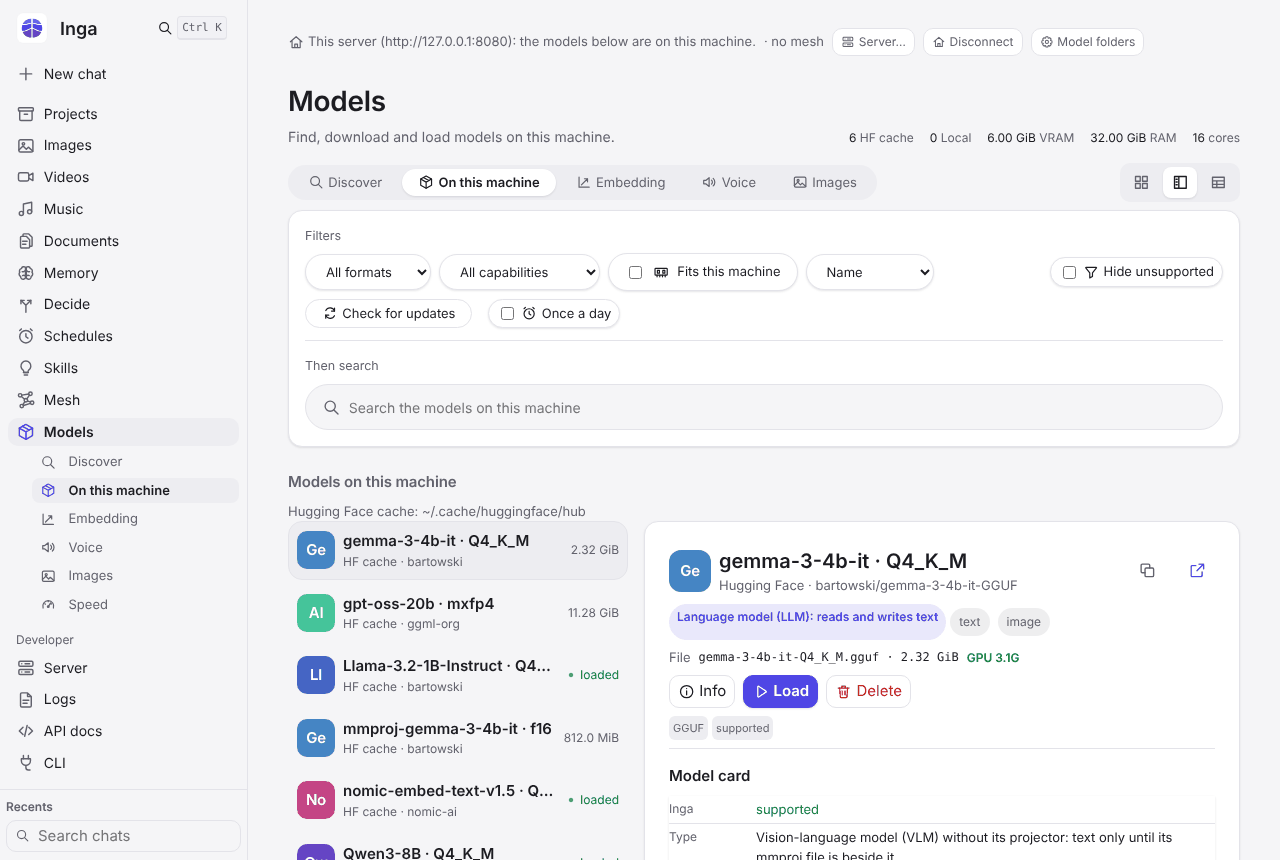 Inga
Ctrl K
New chat
Projects
Images
Videos
Music
Documents
Memory
Decide
Schedules
Skills
Mesh
Models
Discover
On this machine
Embedding
Voice
Images
Speed
Developer
Server
Logs
API docs
CLI
Recents
Search chats
This server (http://127.0.0.1:8080): the models below are on this machine. · no mesh
Server...
Disconnect
Model folders
Models
Find, download and load models on this machine.
6 HF cache 0 Local 6.00 GiB VRAM 32.00 GiB RAM 16 cores
Discover
On this machine
Embedding
Voice
Images
Filters
All formats
All capabilities
Fits this machine
Name
Hide unsupported
Check for updates
Once a day
Then search
Search the models on this machine
Models on this machine
Hugging Face cache: ~/.cache/huggingface/hub
Ge
gemma-3-4b-it · Q4_K_M
HF cache · bartowski
2.32 GiB
AI
gpt-oss-20b · mxfp4
HF cache · ggml-org
11.28 GiB
LI
Llama-3.2-1B-Instruct · Q4...
HF cache · bartowski
• loaded
Ge
mmproj-gemma-3-4b-it · f16
HF cache · bartowski
812.0 MiB
No
nomic-embed-text-v1.5 · Q...
HF cache · nomic-ai
• loaded
Qwen3-8B · Q4_K_M
Ge
gemma-3-4b-it · Q4_K_M
Hugging Face · bartowski/gemma-3-4b-it-GGUF
Language model (LLM): reads and writes text
text
image
File gemma-3-4b-it-Q4_K_M.gguf · 2.32 GiB GPU 3.1G
Info
Load
Delete
GGUF
supported
Model card
Inga supported
Type Vision-language model (VLM) without its projector: text only until its
mmproj file is beside it